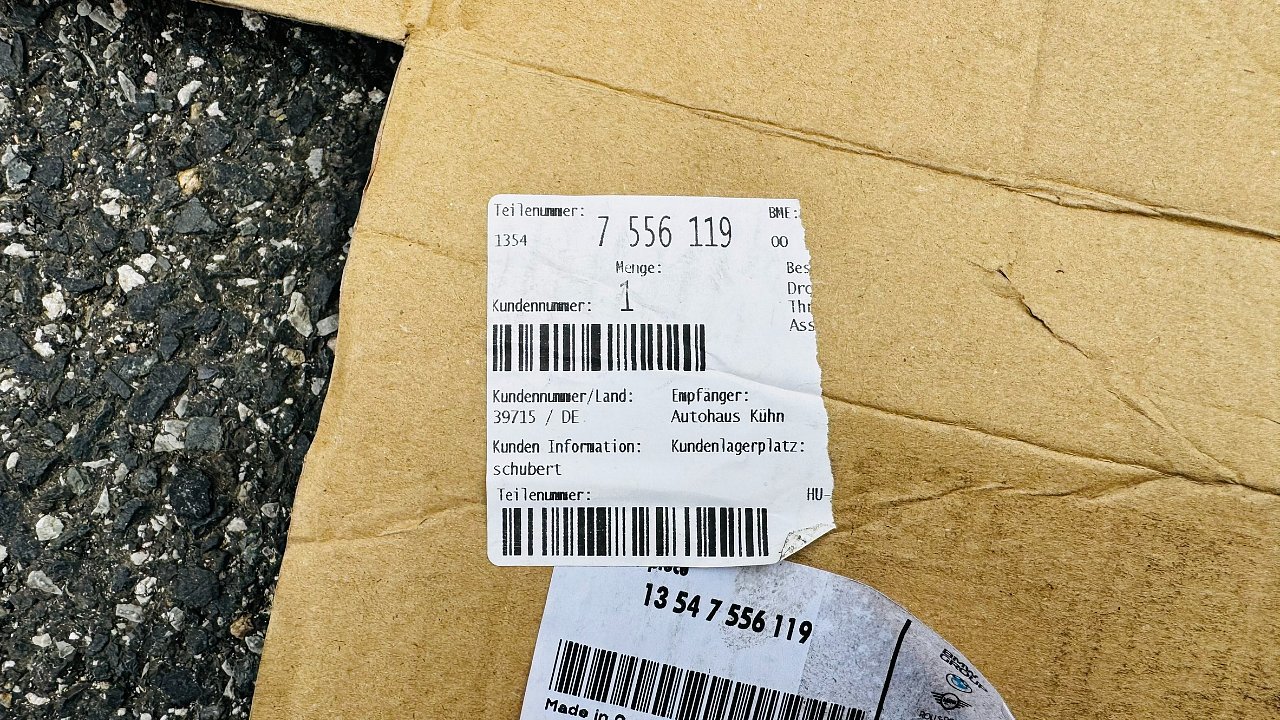 Teilenummer: 7 556 119 BME:
1354 00
Menge: Bes
1 Dro
Kundennummer: Thr
Ass
Kundennummer/Land: Empfänger:
39715 / DE Autohaus Kühn
Kunden Information: Kundenlagerplatz:
schubert
Teilenummer: HU-
13 54 7 556 119
Made in